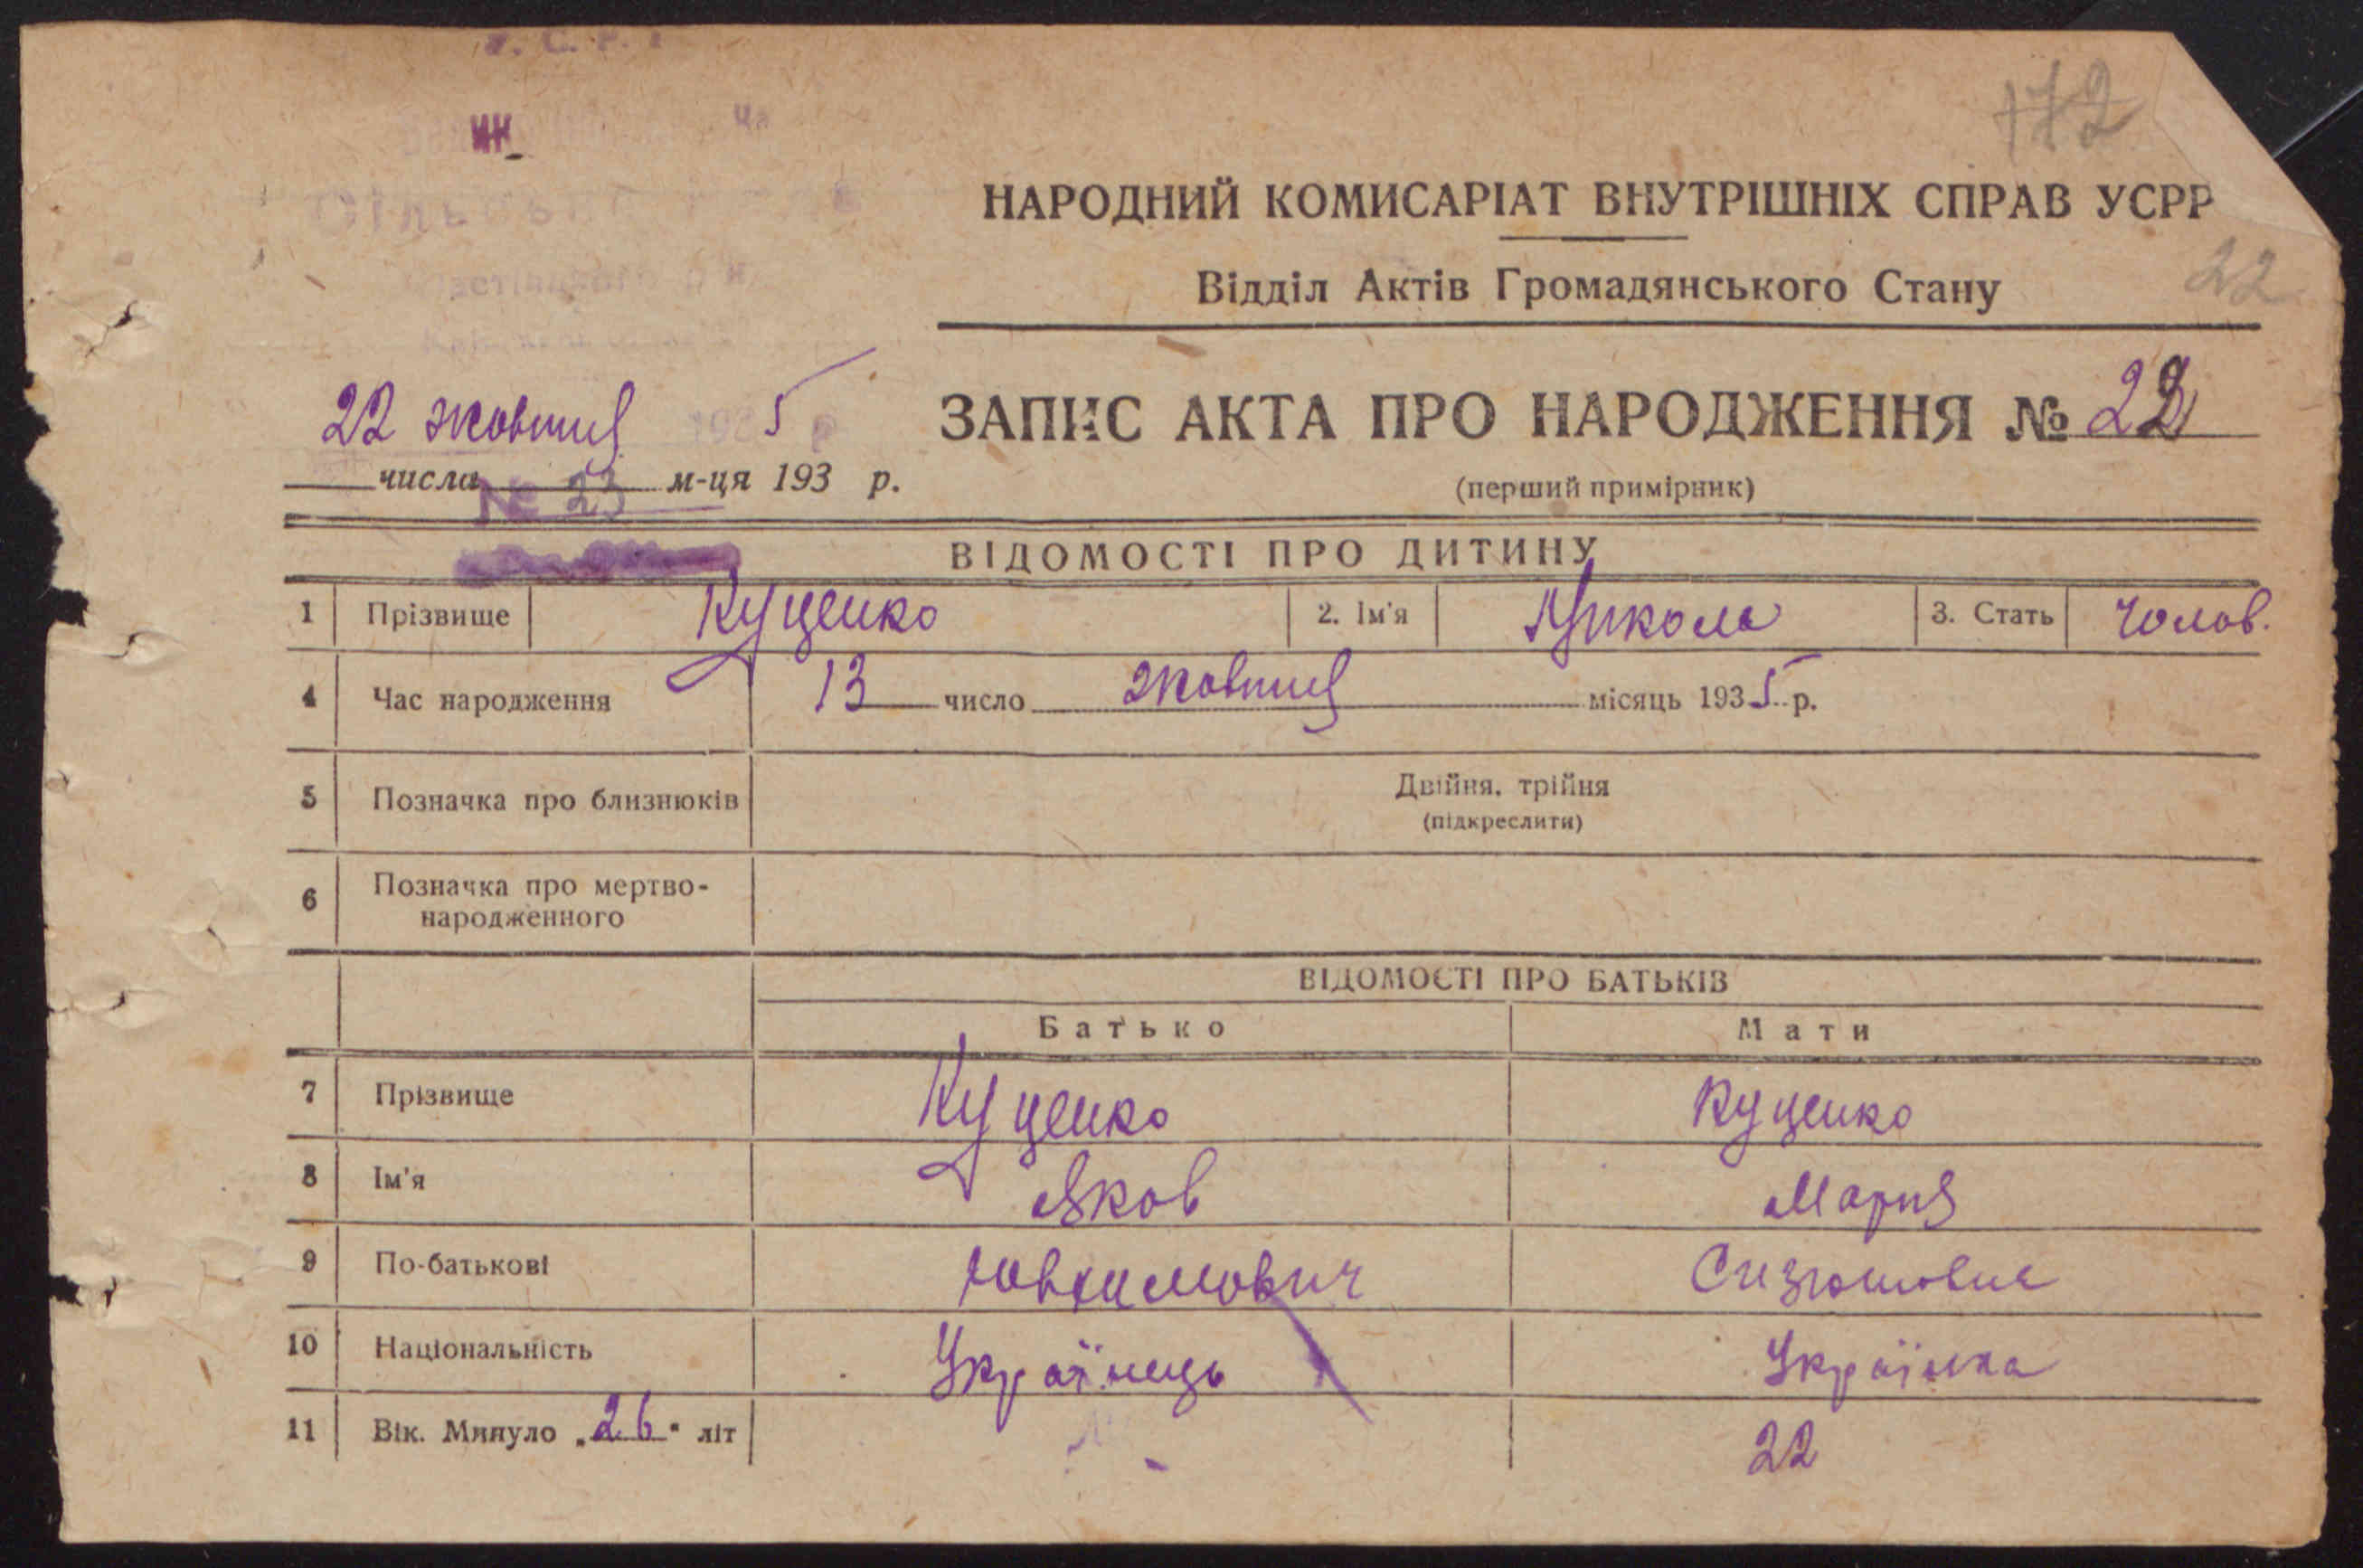 172
НАРОДНИЙ КОМИСАРІАТ ВНУТРІШНІХ СПРАВ УСРР
Відділ Актів Громадянського Стану
22
22 жовтня 5
числа м-ця 193 р.
№ 23
ЗАПИС АКТА ПРО НАРОДЖЕННЯ № 22
(перший примірник)
ВІДОМОСТІ ПРО ДИТИНУ
1 Прізвище Куценко 2. Ім'я Микола 3. Стать чолов.
4 Час народження 13 число жовтня місяць 1935 р.
5 Позначка про близнюків Двійня, трійня
(підкреслити)
6 Позначка про мертво-
народженного
ВІДОМОСТІ ПРО БАТЬКІВ
Батько Мати
7 Прізвище Куценко Куценко
8 Ім'я Яков Мария
9 По-батькові
10 Національність Українець Українка
11 Вік. Минуло „26" літ 22